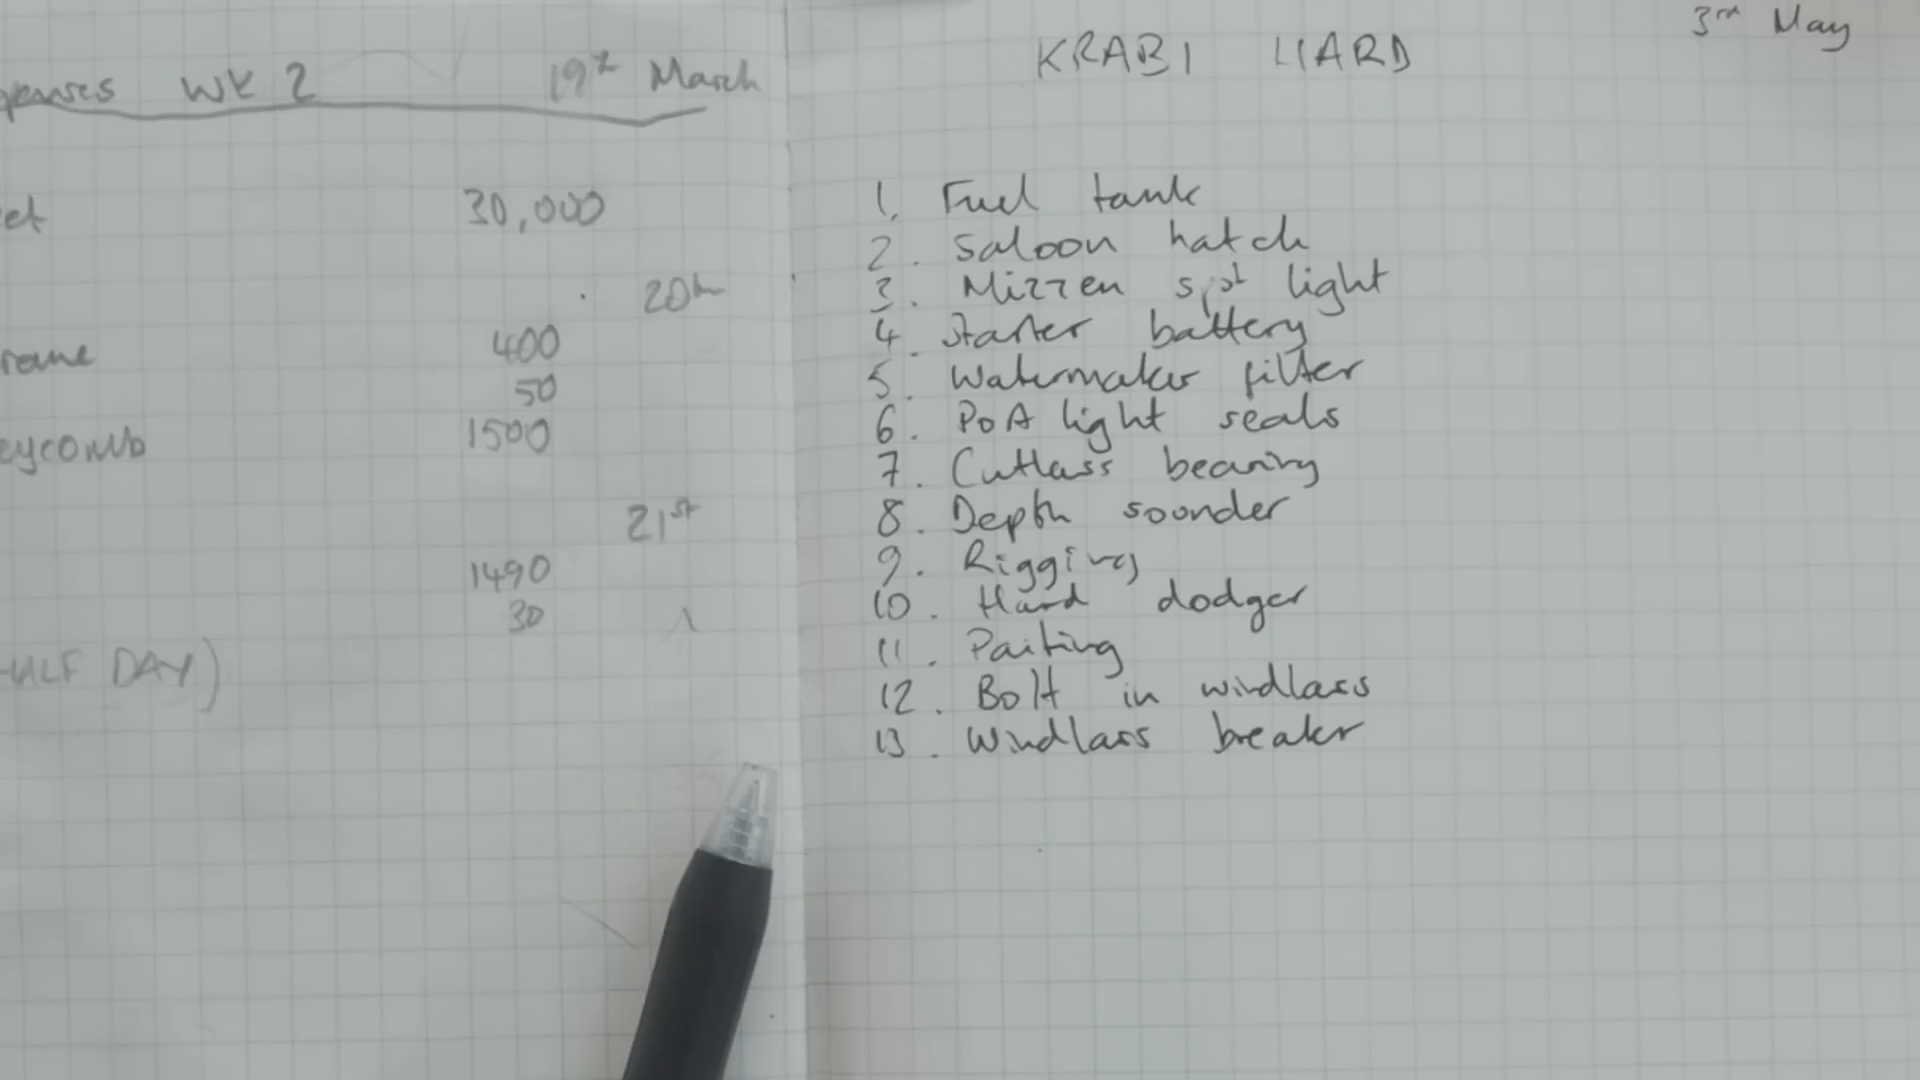 penses WK 2 19th March
et 30,000
20th
rame 400
50
eycomb 1500
21st
1490
30
HLF DAY)
3rd May
KRABI HARD
1. Fuel tank
2. Saloon hatch
3. Mizzen spot light
4. Starter battery
5. Watermaker filter
6. PoA light seals
7. Cutlass bearing
8. Depth sounder
9. Rigging
10. Hard dodger
11. Paiting
12. Bolt in windlass
13. Windlass breaker